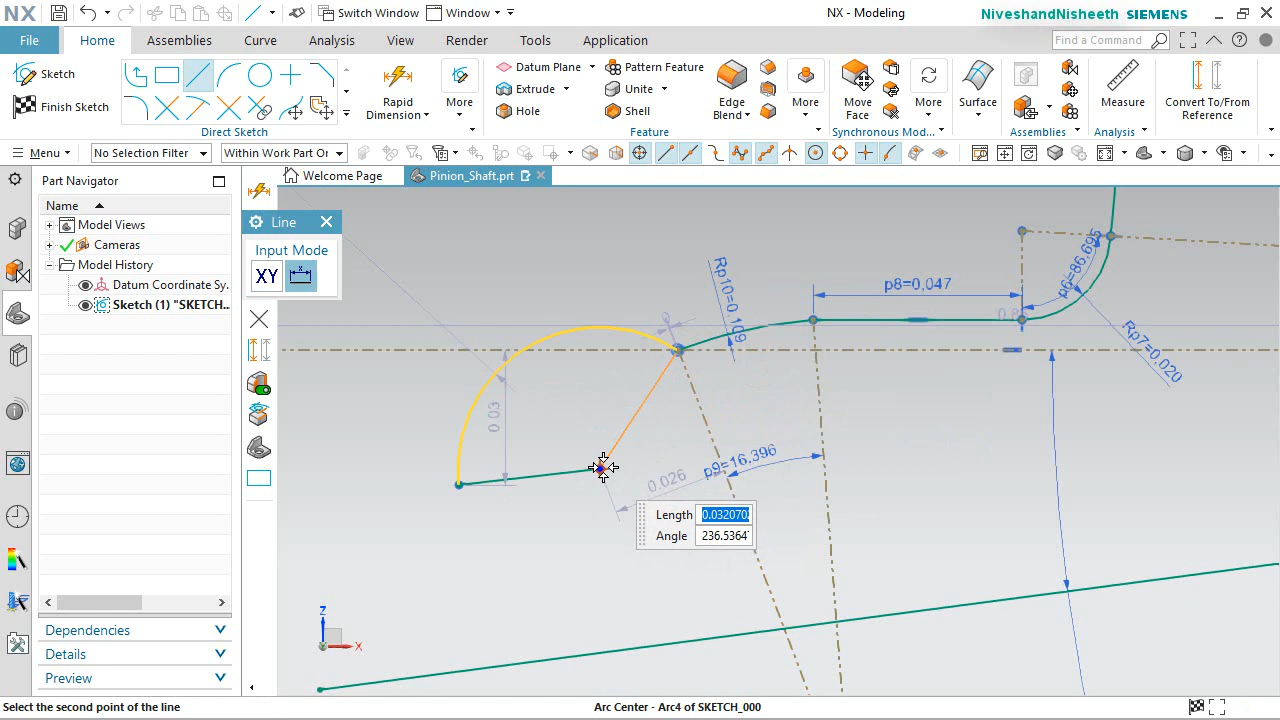 NX
Switch Window
Window
NX - Modeling
NiveshandNisheeth SIEMENS
File
Home
Assemblies
Curve
Analysis
View
Render
Tools
Application
Find a Command
Sketch
Finish Sketch
Rapid
Dimension
More
Datum Plane
Extrude
Hole
Pattern Feature
Unite
Shell
Edge
Blend
More
Move
Face
More
Surface
Measure
Convert To/From
Reference
Direct Sketch
Feature
Synchronous Mod...
Assemblies
Analysis
Menu
No Selection Filter
Within Work Part Or
Part Navigator
Welcome Page
Pinion_Shaft.prt
Name
Model Views
Cameras
Model History
Datum Coordinate Sy.
Sketch (1) "SKETCH...
Line
Input Mode
XY
Rp10=0,109
p8=0,047
p6=86,695
Rp7=0,020
0 03
0.026
p9=16.396
Length 0.032070
Angle 236.5364
Z
X
Dependencies
Details
Preview
Select the second point of the line
Arc Center - Arc4 of SKETCH_000